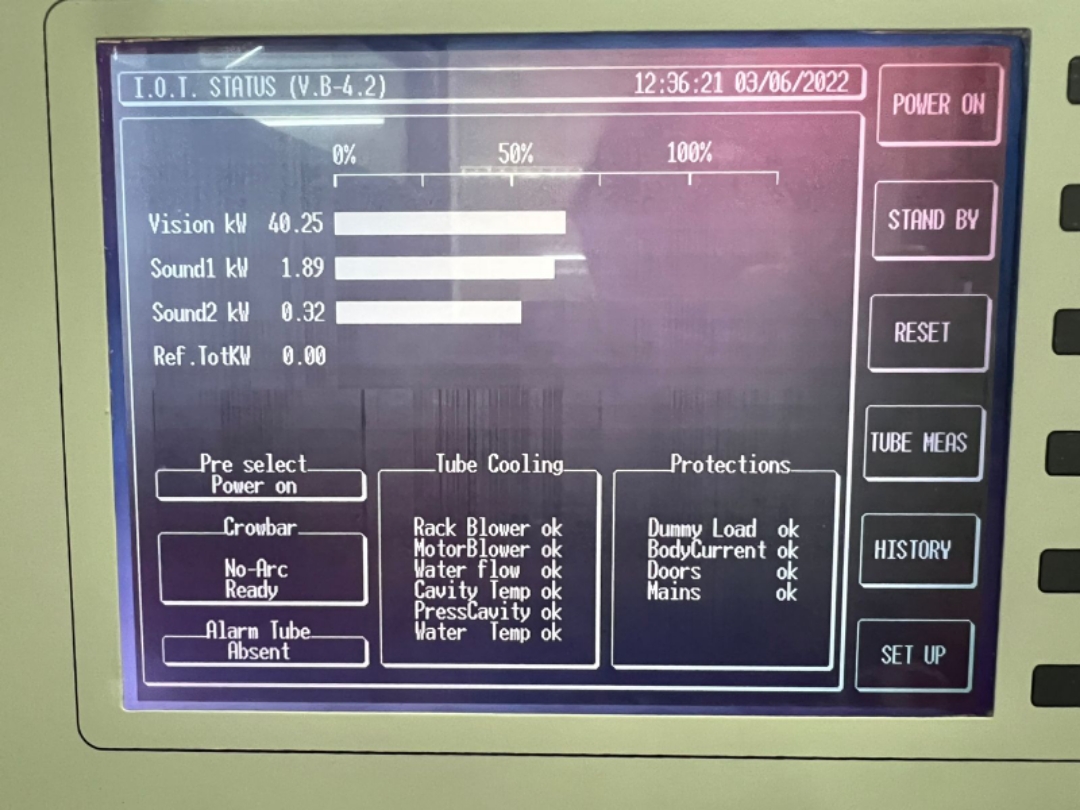 I.O.T. STATUS (V.B-4.2) 12:36:21 03/06/2022
POWER ON
0% 50% 100%
STAND BY
Vision kW 40.25
Sound1 kW 1.89
Sound2 kW 0.32
Ref.TotKW 0.00
RESET
TUBE MEAS
Pre select
Power on
Crowbar
No-Arc
Ready
Alarm Tube
Absent
Tube Cooling
Rack Blower ok
MotorBlower ok
Water flow ok
Cavity Temp ok
PressCavity ok
Water Temp ok
Protections
Dummy Load ok
BodyCurrent ok
Doors ok
Mains ok
HISTORY
SET UP